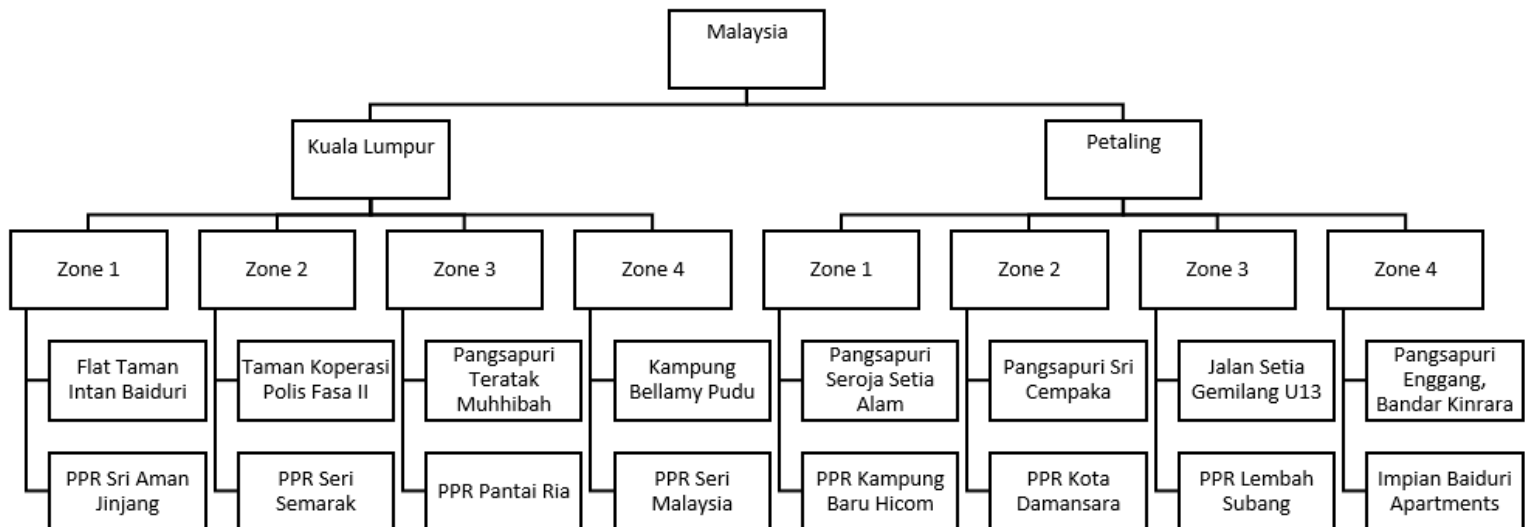 Malaysia
Kuala Lumpur
Petaling
Zone 1
Zone 2
Zone 3
Zone 4
Zone 1
Zone 2
Zone 3
Zone 4
Flat Taman
Intan Baiduri
Taman Koperasi
Polis Fasa II
Pangsapuri
Teratak
Muhhibah
Kampung
Bellamy Pudu
Pangsapuri
Seroja Setia
Alam
Pangsapuri Sri
Cempaka
Jalan Setia
Gemilang U13
Pangsapuri
Enggang,
Bandar Kinrara
PPR Sri Aman
Jinjang
PPR Seri
Semarak
PPR Pantai Ria
PPR Seri
Malaysia
PPR Kampung
Baru Hicom
PPR Kota
Damansara
PPR Lembah
Subang
Impian Baiduri
Apartments